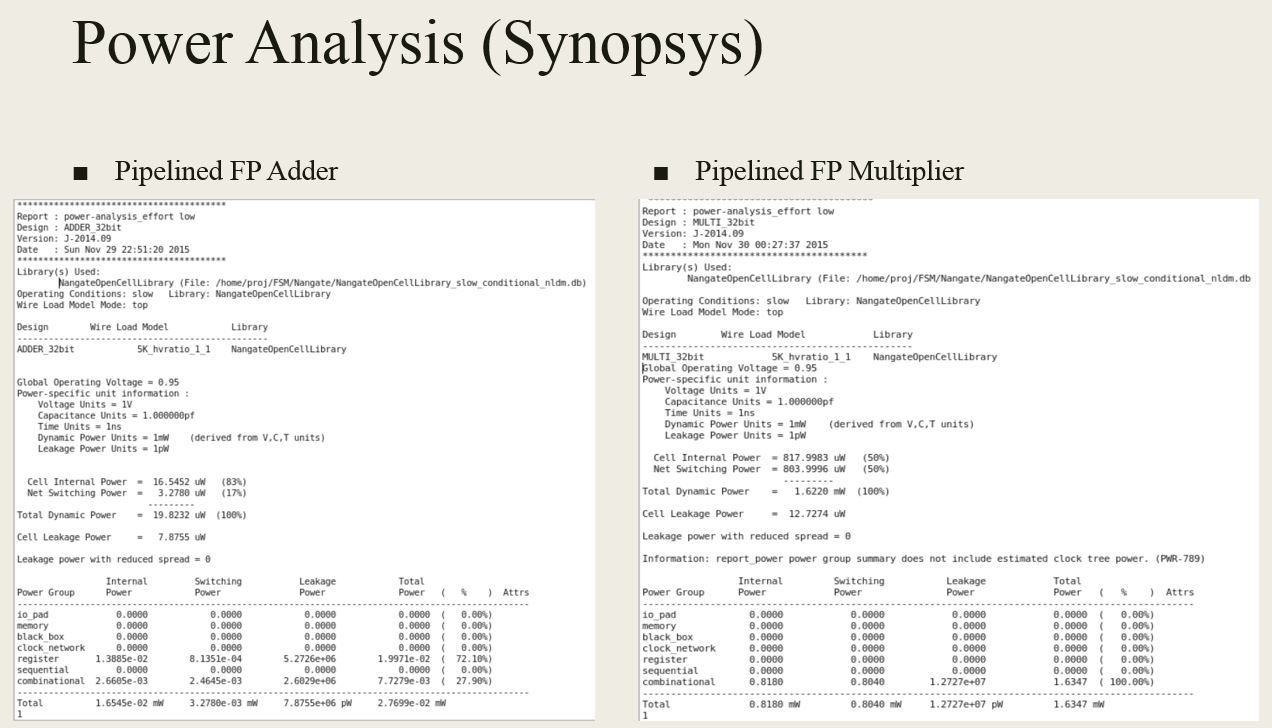 Power Analysis (Synopsys)
■ Pipelined FP Adder
****************************************
Report : power-analysis_effort low
Design : ADDER_32bit
Version: J-2014.09
Date   : Sun Nov 29 22:51:20 2015
****************************************
Library(s) Used:
NangateOpenCellLibrary (File: /home/proj/FSM/Nangate/NangateOpenCellLibrary_slow_conditional_nldm.db)
Operating Conditions: slow   Library: NangateOpenCellLibrary
Wire Load Model Mode: top
Design        Wire Load Model            Library
------------------------------------------------
ADDER_32bit            5K_hvratio_1_1    NangateOpenCellLibrary
Global Operating Voltage = 0.95
Power-specific unit information :
Voltage Units = 1V
Capacitance Units = 1.000000pf
Time Units = 1ns
Dynamic Power Units = 1mW    (derived from V,C,T units)
Leakage Power Units = 1pW
Cell Internal Power  =  16.5452 uW   (83%)
Net Switching Power  =   3.2780 uW   (17%)
---------
Total Dynamic Power    =  19.8232 uW  (100%)
Cell Leakage Power     =   7.8755 uW
Leakage power with reduced spread = 0
Internal         Switching           Leakage            Total
Power Group      Power            Power               Power              Power   (   %    )  Attrs
--------------------------------------------------------------------------------------------------
io_pad             0.0000            0.0000            0.0000            0.0000  (   0.00%)
memory             0.0000            0.0000            0.0000            0.0000  (   0.00%)
black_box          0.0000            0.0000            0.0000            0.0000  (   0.00%)
clock_network      0.0000            0.0000            0.0000            0.0000  (   0.00%)
register       1.3885e-02        8.1351e-04        5.2726e+06        1.9971e-02  (  72.10%)
sequential         0.0000            0.0000            0.0000            0.0000  (   0.00%)
combinational  2.6605e-03        2.4645e-03        2.6029e+06        7.7279e-03  (  27.90%)
--------------------------------------------------------------------------------------------------
Total          1.6545e-02 mW     3.2780e-03 mW     7.8755e+06 pW     2.7699e-02 mW
1
■ Pipelined FP Multiplier
Report : power-analysis_effort low
Design : MULTI_32bit
Version: J-2014.09
Date   : Mon Nov 30 00:27:37 2015
****************************************
Library(s) Used:
NangateOpenCellLibrary (File: /home/proj/FSM/Nangate/NangateOpenCellLibrary_slow_conditional_nldm.db
Operating Conditions: slow   Library: NangateOpenCellLibrary
Wire Load Model Mode: top
Design        Wire Load Model            Library
------------------------------------------------
MULTI_32bit            5K_hvratio_1_1    NangateOpenCellLibrary
Global Operating Voltage = 0.95
Power-specific unit information :
Voltage Units = 1V
Capacitance Units = 1.000000pf
Time Units = 1ns
Dynamic Power Units = 1mW    (derived from V,C,T units)
Leakage Power Units = 1pW
Cell Internal Power  = 817.9983 uW   (50%)
Net Switching Power  = 803.9996 uW   (50%)
---------
Total Dynamic Power    =   1.6220 mW  (100%)
Cell Leakage Power     =  12.7274 uW
Leakage power with reduced spread = 0
Information: report_power power group summary does not include estimated clock tree power. (PWR-789)
Internal         Switching           Leakage            Total
Power Group      Power            Power               Power              Power   (   %    )  Attrs
--------------------------------------------------------------------------------------------------
io_pad             0.0000            0.0000            0.0000            0.0000  (   0.00%)
memory             0.0000            0.0000            0.0000            0.0000  (   0.00%)
black_box          0.0000            0.0000            0.0000            0.0000  (   0.00%)
clock_network      0.0000            0.0000            0.0000            0.0000  (   0.00%)
register           0.0000            0.0000            0.0000            0.0000  (   0.00%)
sequential         0.0000            0.0000            0.0000            0.0000  (   0.00%)
combinational      0.8180            0.8040        1.2727e+07            1.6347  ( 100.00%)
--------------------------------------------------------------------------------------------------
Total              0.8180 mW         0.8040 mW     1.2727e+07 pW         1.6347 mW
1